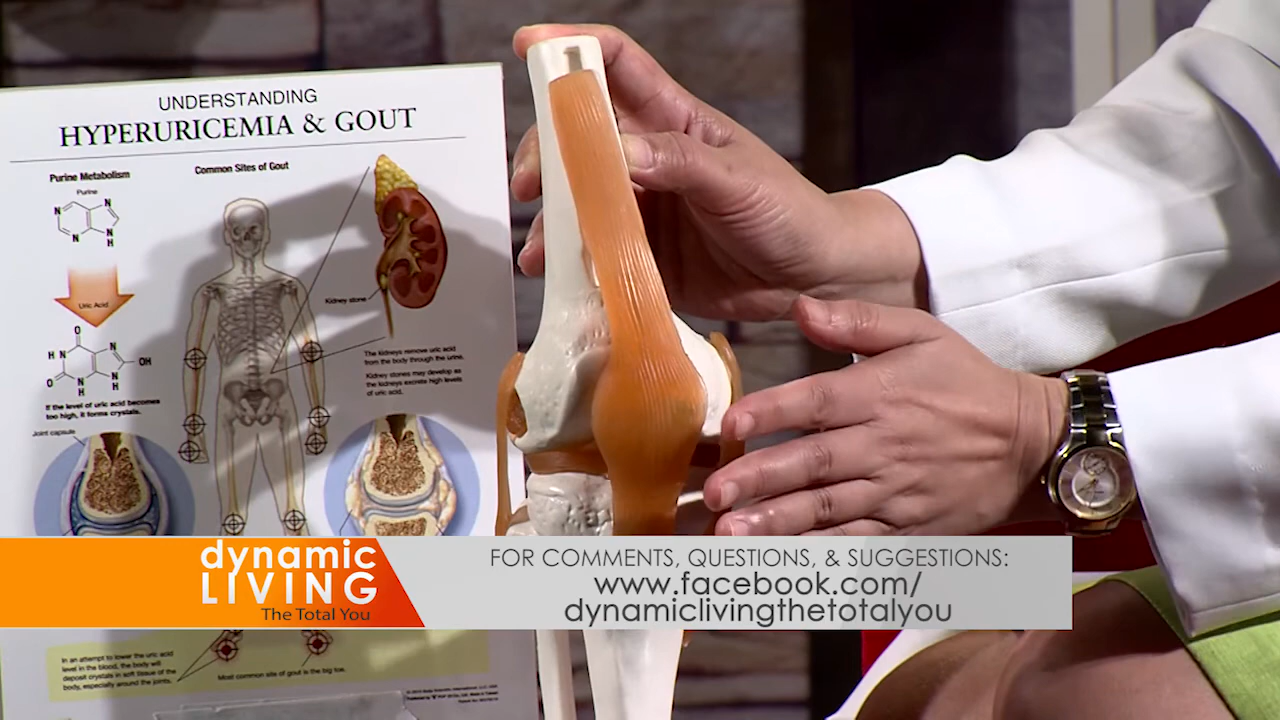 UNDERSTANDING
HYPERURICEMIA & GOUT
Purine Metabolism
Purine
N
N
N
N
H
Common Sites of Gout
Uric Acid
Kidney stone
O
H
N
N
OH
O
N
N
H
H
If the level of uric acid becomes
too high, it forms crystals.
The kidneys remove uric acid
from the body through the urine.
Kidney stones may develop as
the kidneys excrete high levels
of uric acid.
Joint capsule
dynamic
LIVING
The Total You
FOR COMMENTS, QUESTIONS, & SUGGESTIONS:
www.facebook.com/
dynamiclivingthetotalyou
In an attempt to lower the uric acid
level in the blood, the body will
deposit crystals in soft tissue of the
body, especially around the joints.
Most common site of gout is the big toe.